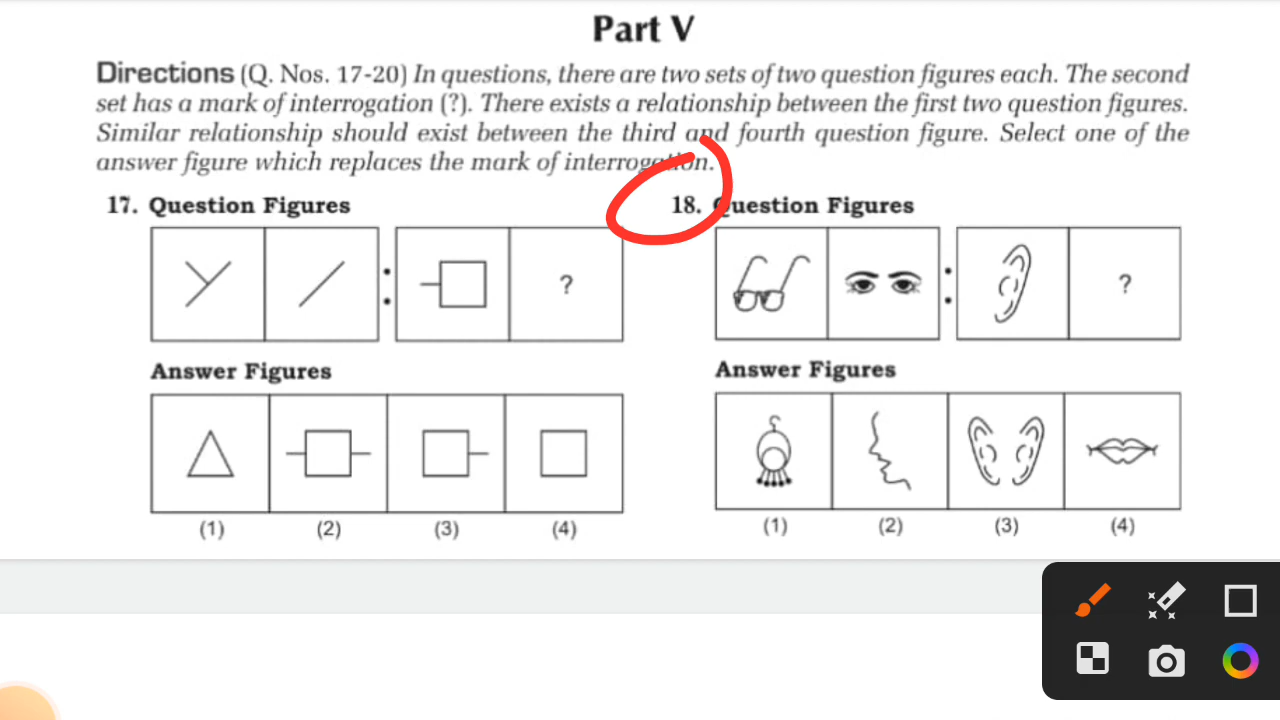 Part V
Directions (Q. Nos. 17-20) In questions, there are two sets of two question figures each. The second
set has a mark of interrogation (?). There exists a relationship between the first two question figures.
Similar relationship should exist between the third and fourth question figure. Select one of the
answer figure which replaces the mark of interrogation.
17. Question Figures
:
?
Answer Figures
(1) (2) (3) (4)
18. Question Figures
:
?
Answer Figures
(1) (2) (3) (4)